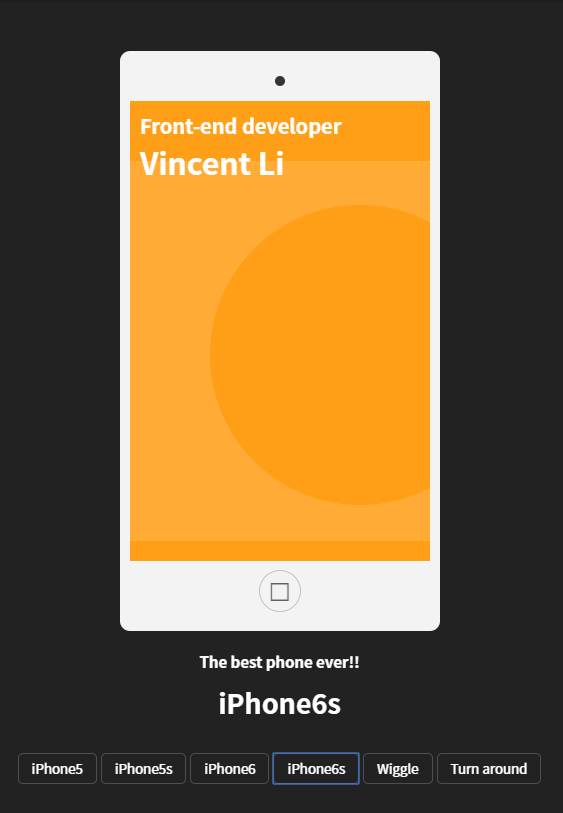 Front-end developer
Vincent Li
The best phone ever!!
iPhone6s
iPhone5 iPhone5s iPhone6 iPhone6s Wiggle Turn around